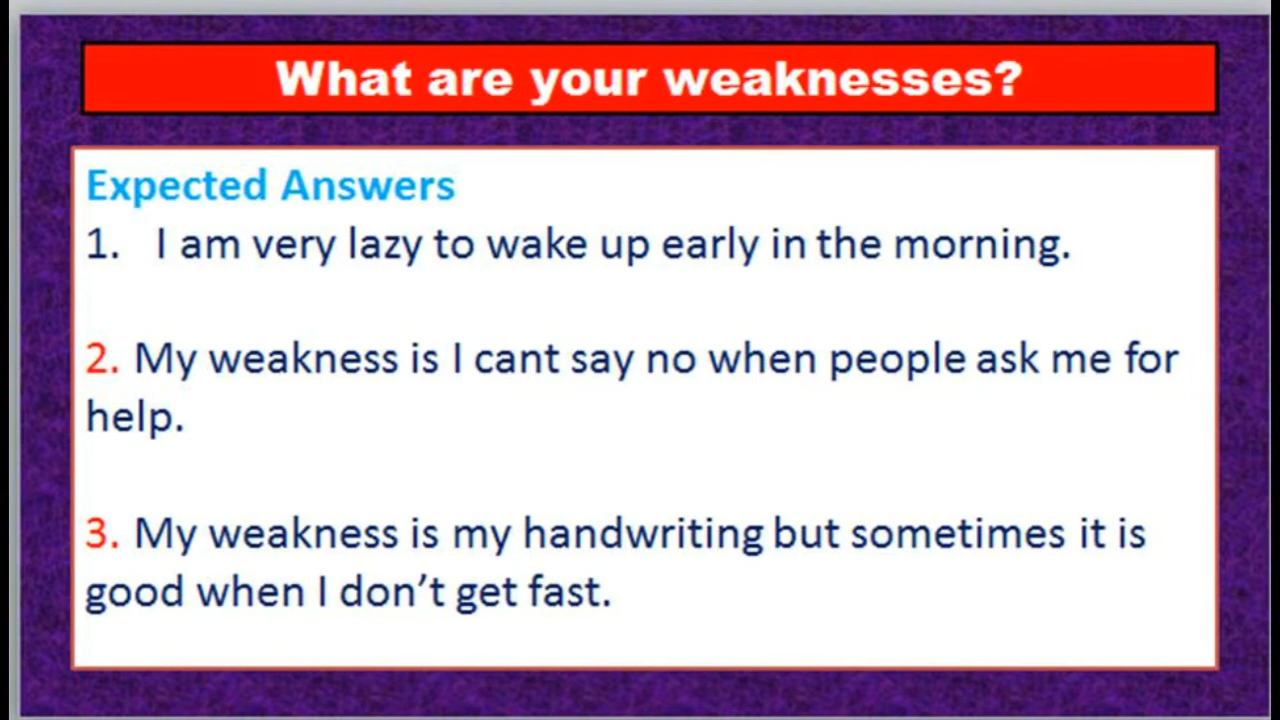 What are your weaknesses?
Expected Answers
1. I am very lazy to wake up early in the morning.
2. My weakness is I cant say no when people ask me for
help.
3. My weakness is my handwriting but sometimes it is
good when I don’t get fast.